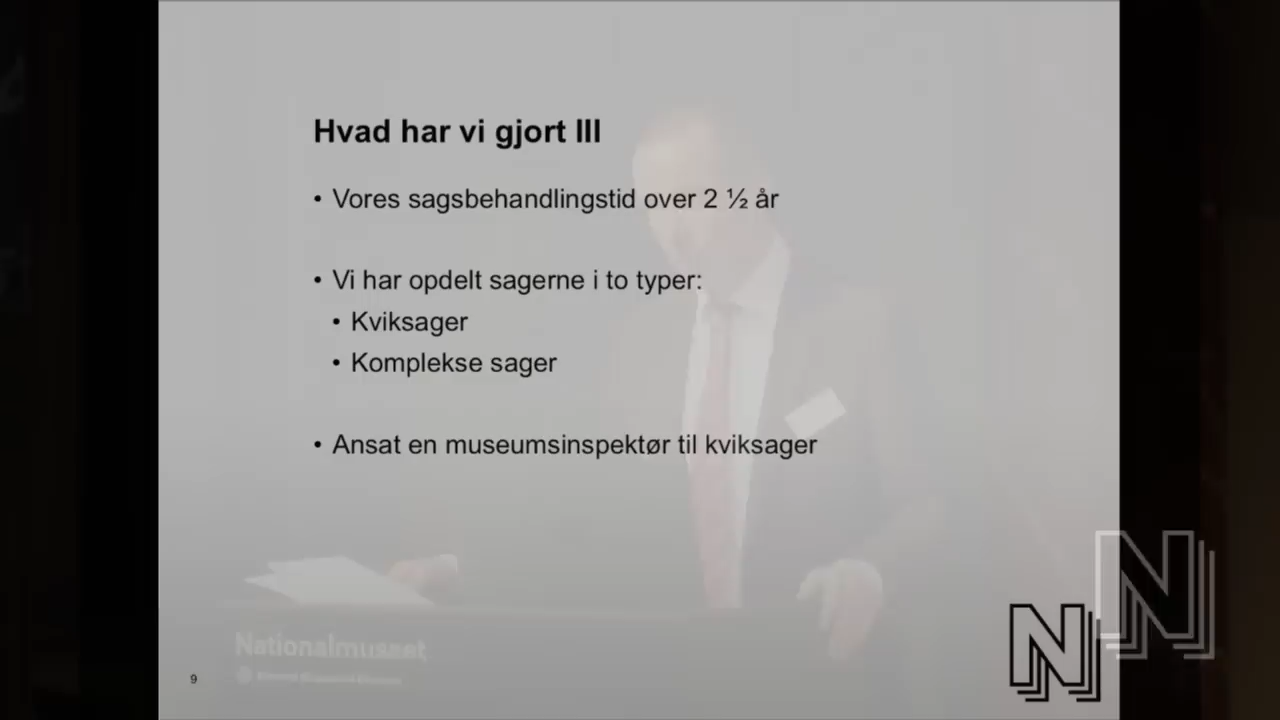 Hvad har vi gjort III
• Vores sagsbehandlingstid over 2 ½ år
• Vi har opdelt sagerne i to typer:
• Kviksager
• Komplekse sager
• Ansat en museumsinspektør til kviksager
Nationalmuseet
9
N
N